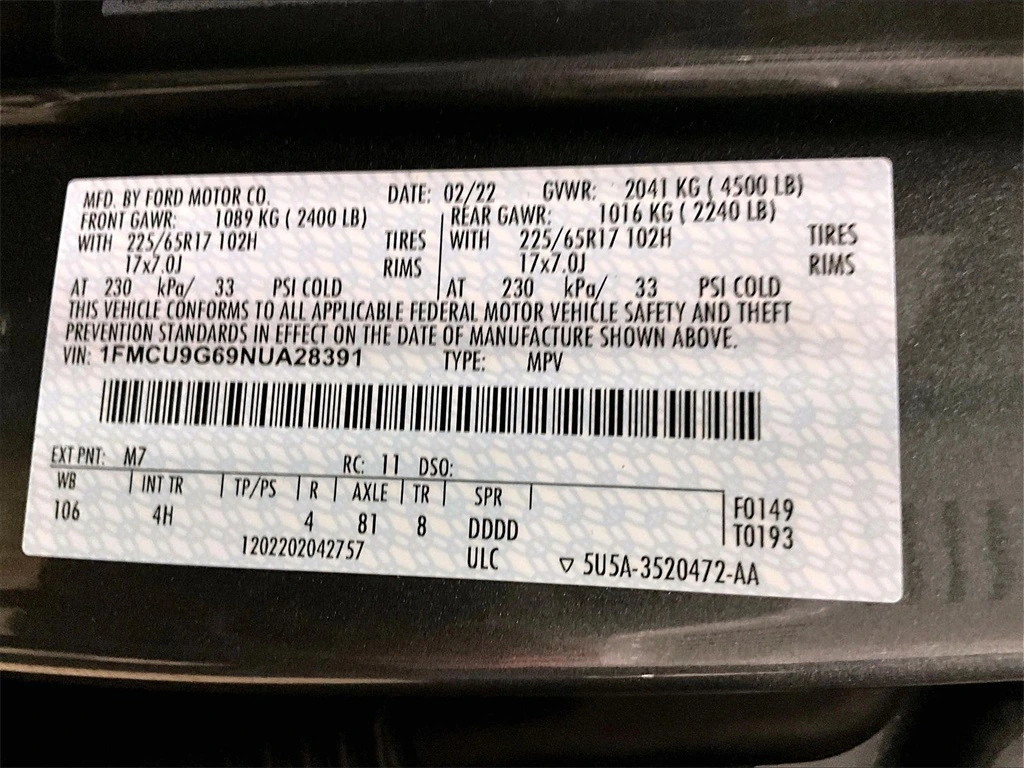 MFD. BY FORD MOTOR CO. DATE: 02/22 GVWR: 2041 KG ( 4500 LB)
FRONT GAWR: 1089 KG ( 2400 LB) REAR GAWR: 1016 KG ( 2240 LB)
WITH 225/65R17 102H TIRES WITH 225/65R17 102H TIRES
17x7.0J RIMS 17x7.0J RIMS
AT 230 kPa/ 33 PSI COLD AT 230 kPa/ 33 PSI COLD
THIS VEHICLE CONFORMS TO ALL APPLICABLE FEDERAL MOTOR VEHICLE SAFETY AND THEFT
PREVENTION STANDARDS IN EFFECT ON THE DATE OF MANUFACTURE SHOWN ABOVE.
VIN: 1FMCU9G69NUA28391 TYPE: MPV
EXT PNT: M7 RC: 11 DSO:
WB INT TR TP/PS R AXLE TR SPR F0149
106 4H 4 81 8 DDDD T0193
1202202042757 ULC ▽ 5U5A-3520472-AA